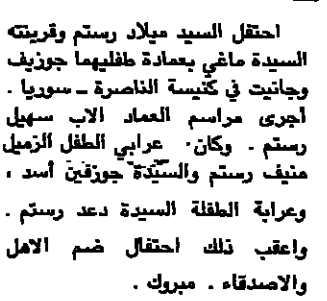 احتفل السيد ميلاد رستم وقرينته
السيدة ماغي بعمادة طفليهما جوزيف
وجانيت في كنيسة الناصرة ــ سوريا .
أجرى مراسم العماد الاب سهيل
رستم . وكان عرابي الطفل الزميل
منيف رستم والسيدة جوزفين أسد ،
وعرابة الطفلة السيدة دعد رستم .
واعقب ذلك احتفال ضم الاهل
والاصدقاء . مبروك .